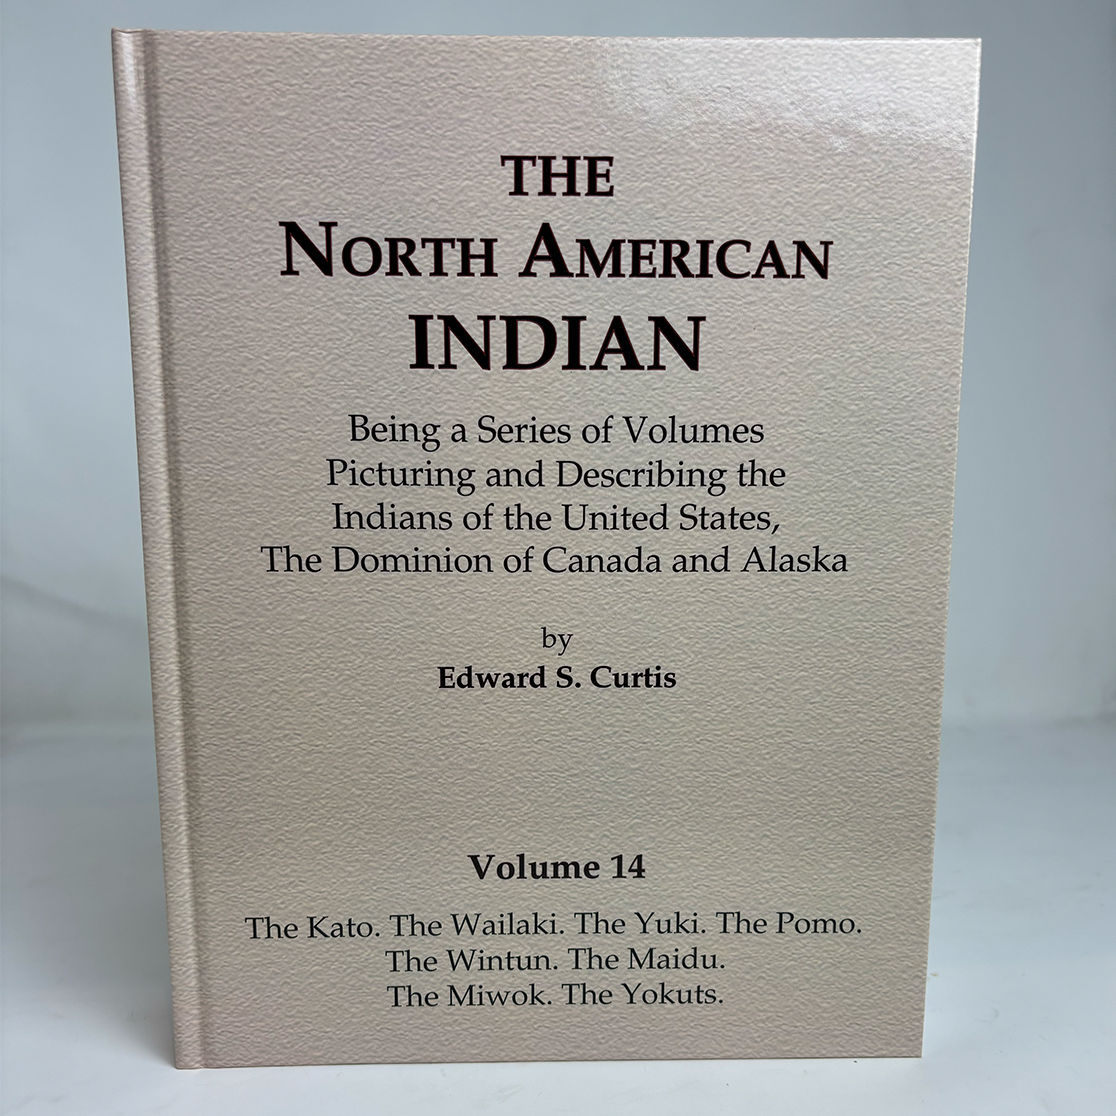 THE
NORTH AMERICAN
INDIAN
Being a Series of Volumes
Picturing and Describing the
Indians of the United States,
The Dominion of Canada and Alaska
by
Edward S. Curtis
Volume 14
The Kato. The Wailaki. The Yuki. The Pomo.
The Wintun. The Maidu.
The Miwok. The Yokuts.